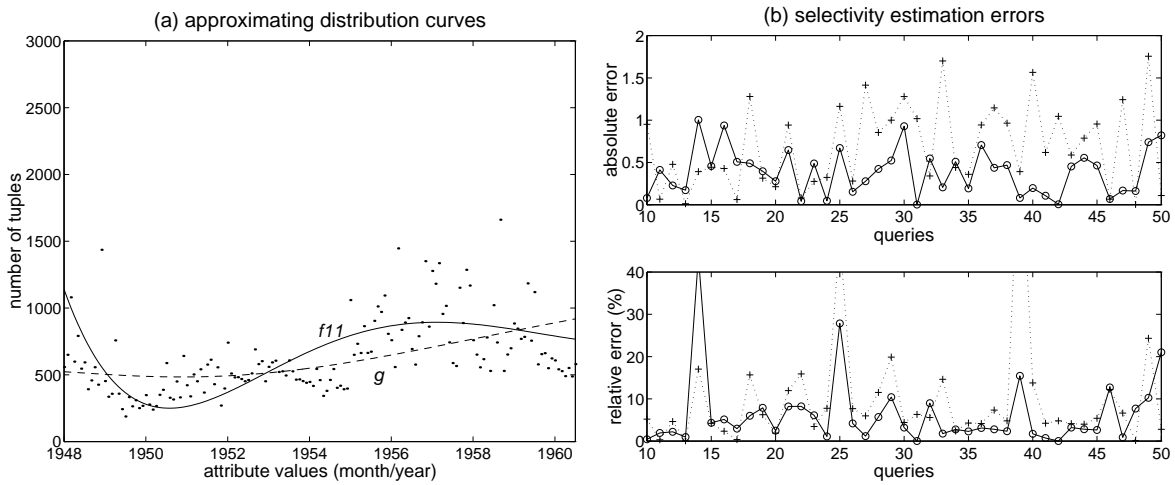 (a) approximating distribution curves
3000
2500
2000
1500
1000
500
0
number of tuples
f11
g
1948 1950 1952 1954 1956 1958 1960
attribute values (month/year)
(b) selectivity estimation errors
2
1.5
1
0.5
0
absolute error
10 15 20 25 30 31 35 40 45 50
queries
40
30
20
10
0
relative error (%)
10 15 20 25 30 31 35 40 45 50
queries